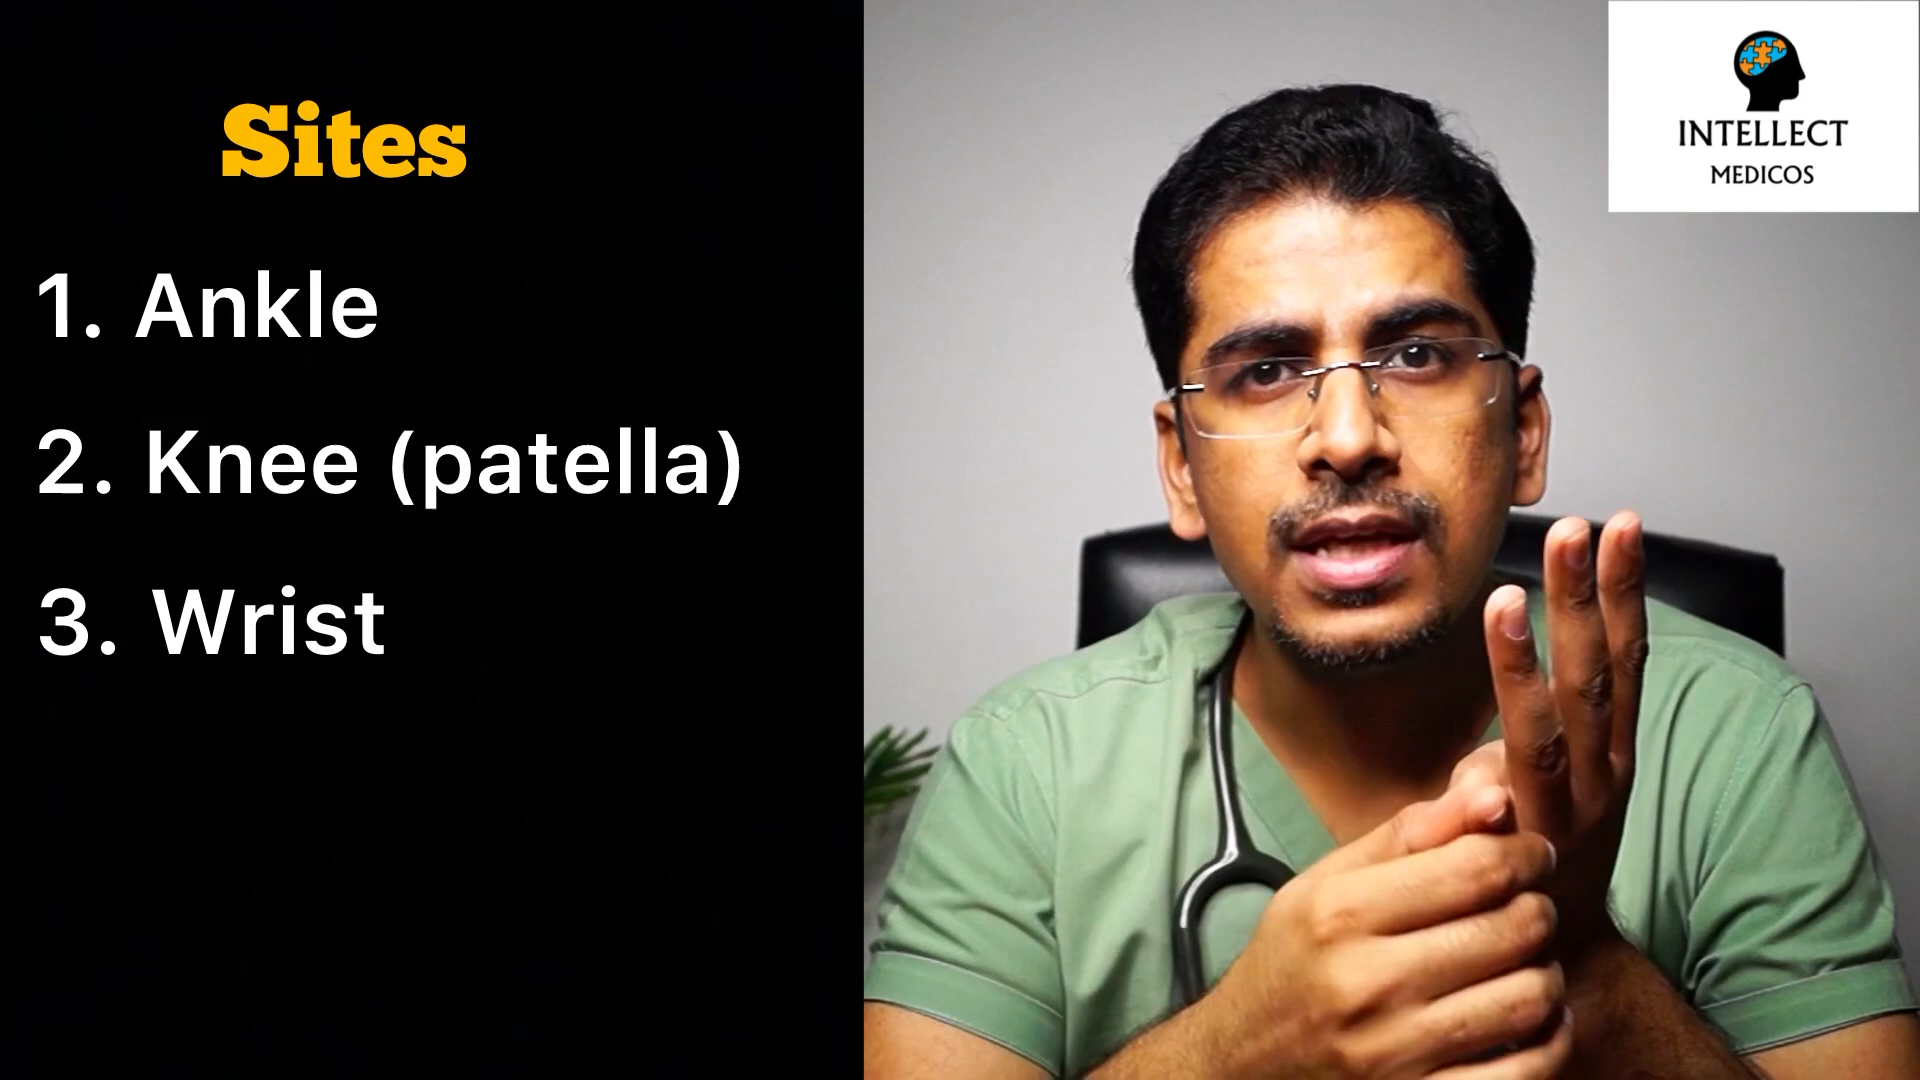 Sites
1. Ankle
2. Knee (patella)
3. Wrist
INTELLECT
MEDICOS